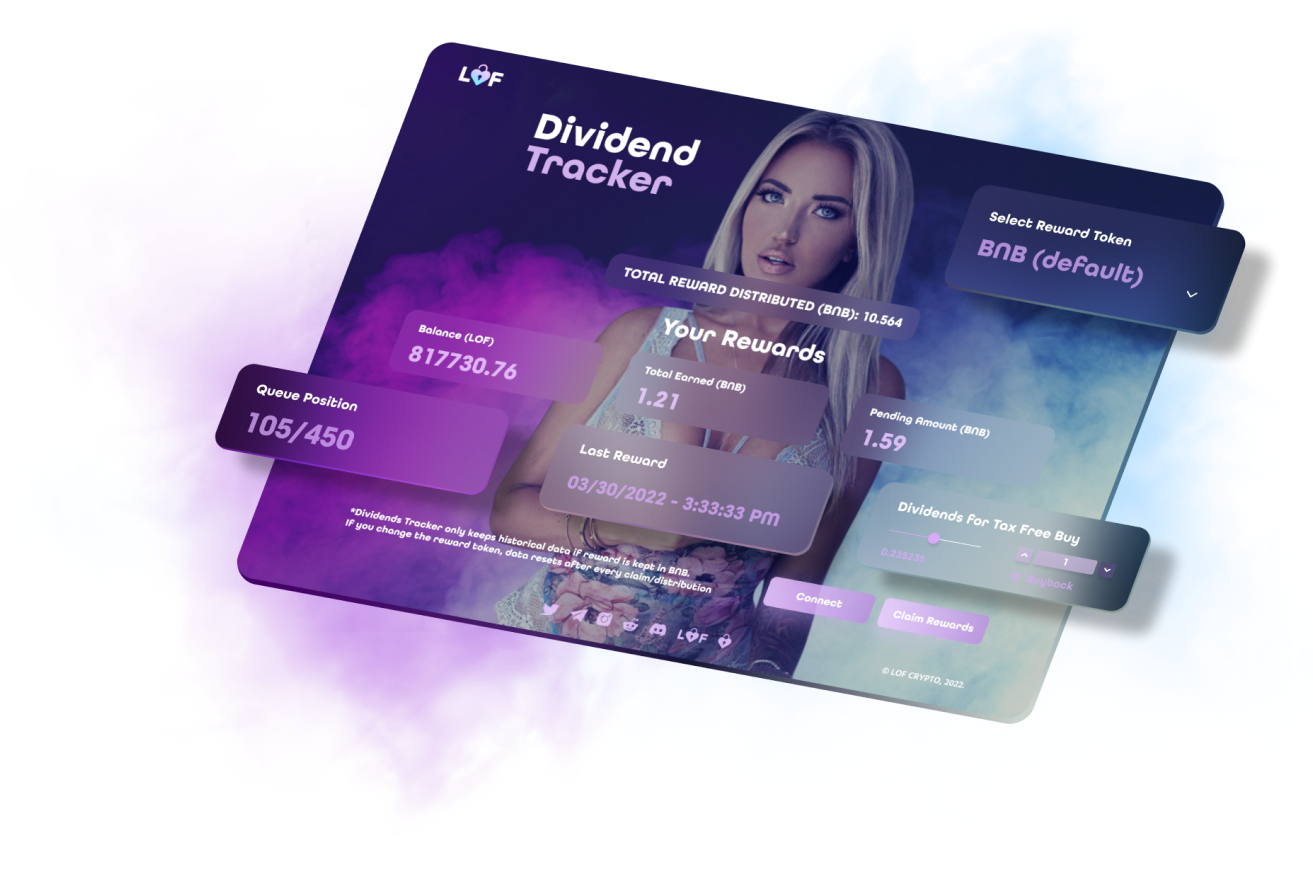 LOF
Dividend
Tracker
Select Reward Token
BNB (default)
TOTAL REWARD DISTRIBUTED (BNB): 10.564
Your Rewards
Balance (LOF)
817730.76
Total Earned (BNB)
1.21
Pending Amount (BNB)
1.59
Queue Position
105/450
Last Reward
03/30/2022 - 3:33:33 PM
Dividends for Tax Free Buy
0.235235
1
Buyback
*Dividends Tracker only keeps historical data if reward is kept in BNB.
If you change the reward token, data resets after every claim/distribution
Connect
Claim Rewards
LOF
© LOF CRYPTO, 2022.